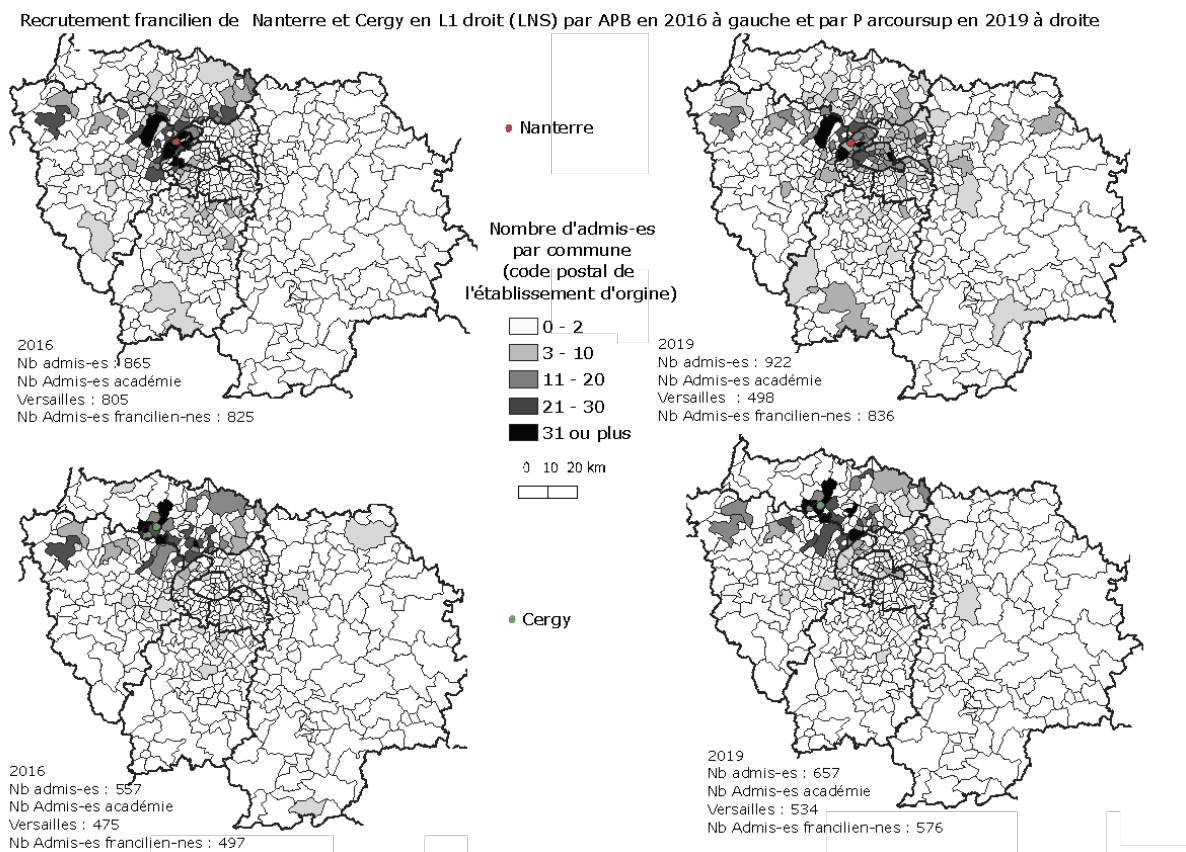 Recrutement francilien de Nanterre et Cergy en L1 droit (LNS) par APB en 2016 à gauche et par P arcoursup en 2019 à droite
Nanterre
Nombre d'admis-es
par commune
(code postal de
l'établissement d'orgine)
0 - 2
3 - 10
11 - 20
21 - 30
31 ou plus
0 10 20 km
2016
Nb admis-es : 865
Nb Admis-es académie
Versailles : 805
Nb Admis-es francilien-nes : 825
2019
Nb admis-es : 922
Nb Admis-es académie
Versailles : 498
Nb Admis-es francilien-nes : 836
Cergy
2016
Nb admis-es : 557
Nb Admis-es académie
Versailles : 475
Nb Admis-es francilien-nes : 497
2019
Nb admis-es : 657
Nb Admis-es académie
Versailles : 534
Nb Admis-es francilien-nes : 576